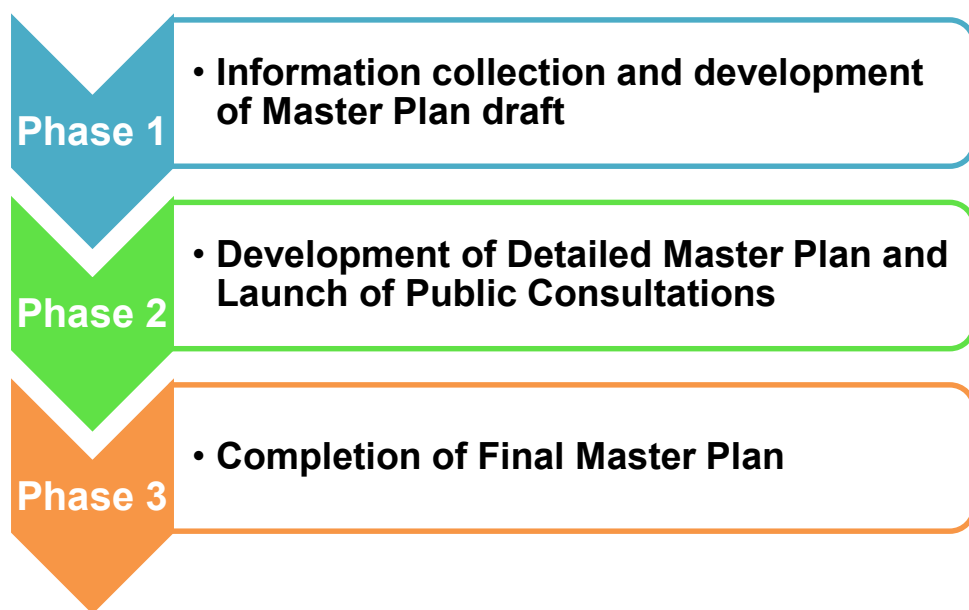 Phase 1
• Information collection and development
of Master Plan draft
Phase 2
• Development of Detailed Master Plan and
Launch of Public Consultations
Phase 3
• Completion of Final Master Plan